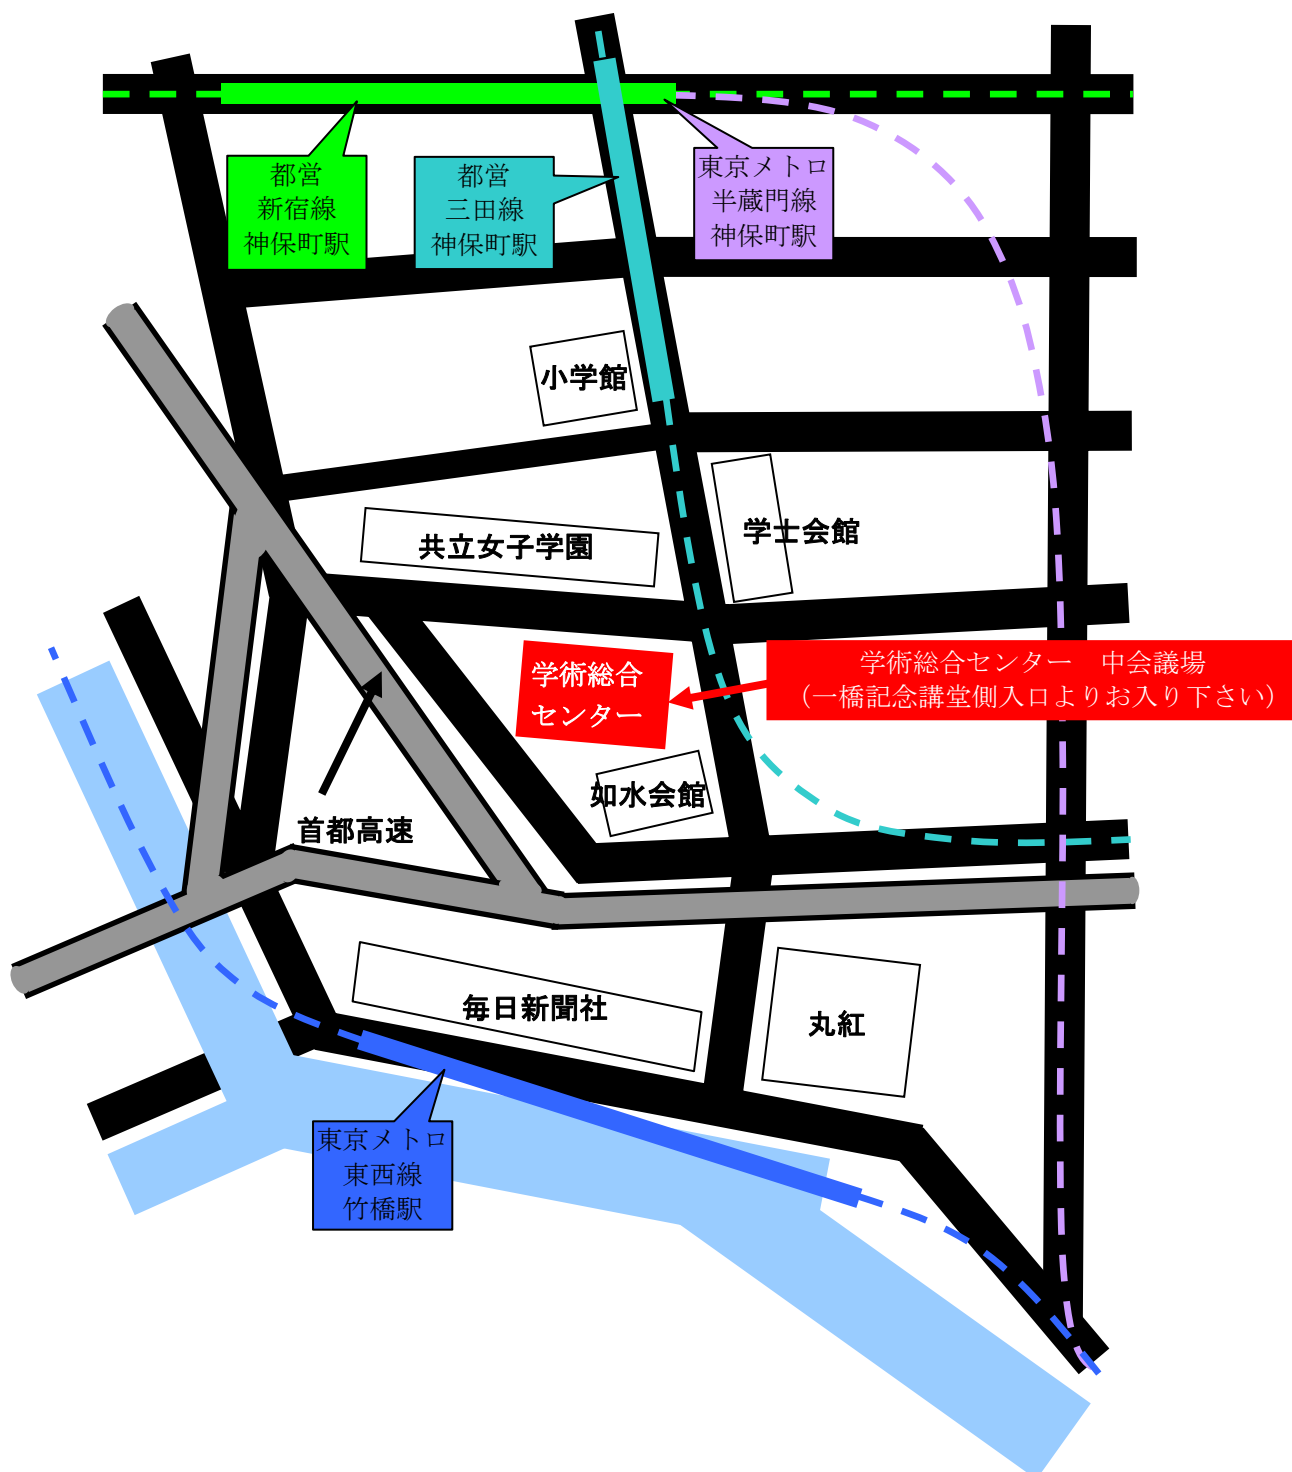 都営
新宿線
神保町駅
都営
三田線
神保町駅
東京メトロ
半蔵門線
神保町駅
小学館
学士会館
共立女子学園
学術総合センター　中会議場
（一橋記念講堂側入口よりお入り下さい）
学術総合
センター
如水会館
首都高速
毎日新聞社
丸紅
東京メトロ
東西線
竹橋駅